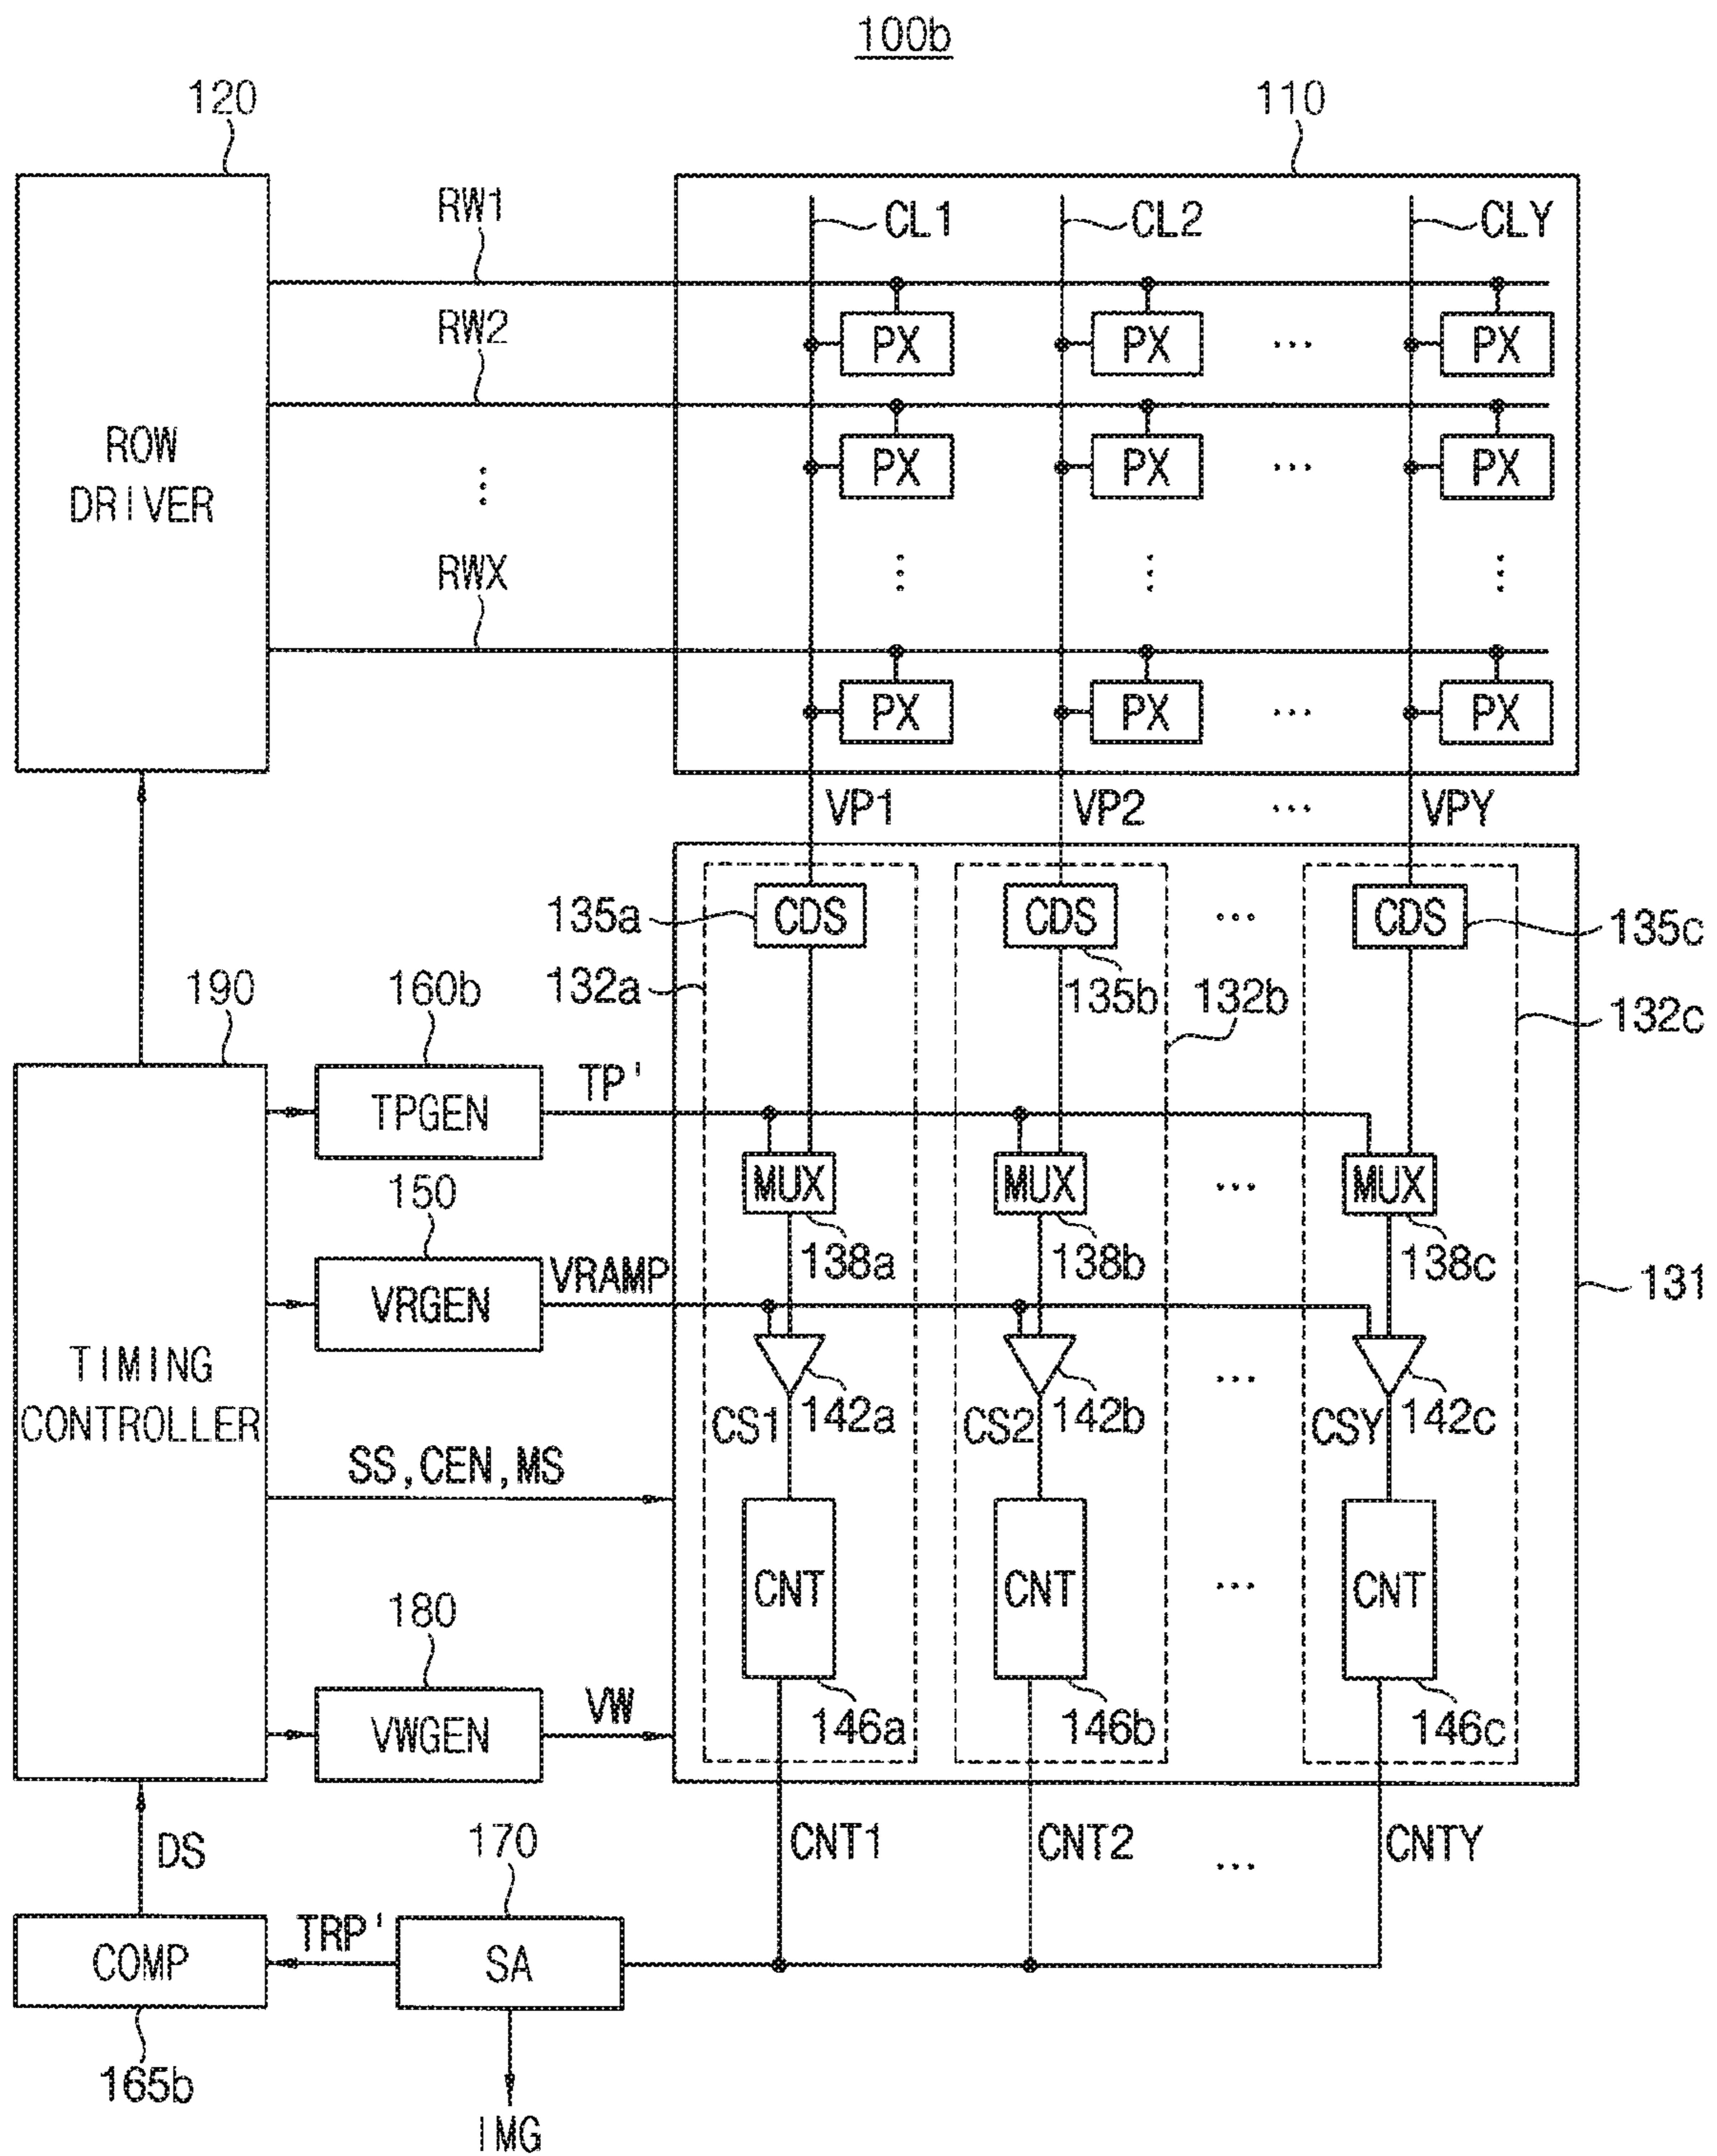 100b
120
110
RW1
CL1
CL2
CLY
RW2
PX
PX
...
PX
ROW
DRIVER
PX
PX
...
PX
RWX
PX
PX
...
PX
VP1
VP2
...
VPY
135a
CDS
CDS
...
CDS
135c
190
160b
132a
135b
132b
132c
TPGEN
TP'
150
MUX
MUX
...
MUX
138a
138b
138c
131
VRGEN
VRAMP
TIMING
CONTROLLER
CS1
142a
CS2
142b
...
CSY
142c
SS,CEN,MS
CNT
CNT
...
CNT
180
VWGEN
VW
146a
146b
146c
DS
170
CNT1
CNT2
...
CNTY
COMP
TRP'
SA
165b
IMG